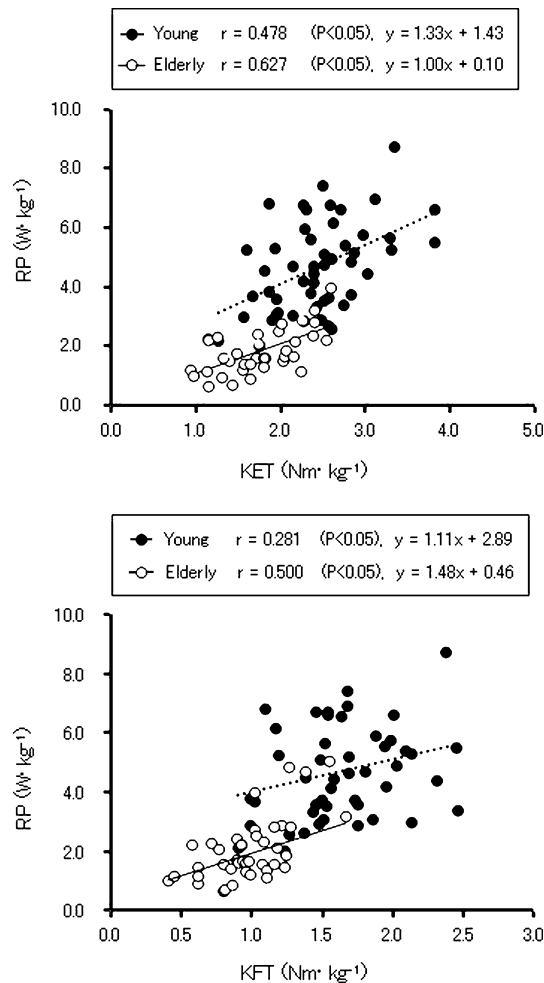 Young r = 0.478 (P<0.05), y = 1.33x + 1.43
Elderly r = 0.627 (P<0.05), y = 1.00x + 0.10
10.0
8.0
6.0
4.0
2.0
0.0
RP (W· kg⁻¹)
0.0 1.0 2.0 3.0 4.0 5.0
KET (Nm· kg⁻¹)
Young r = 0.281 (P<0.05), y = 1.11x + 2.89
Elderly r = 0.500 (P<0.05), y = 1.48x + 0.46
10.0
8.0
6.0
4.0
2.0
0.0
RP (W· kg⁻¹)
0.0 0.5 1.0 1.5 2.0 2.5 3.0
KFT (Nm· kg⁻¹)